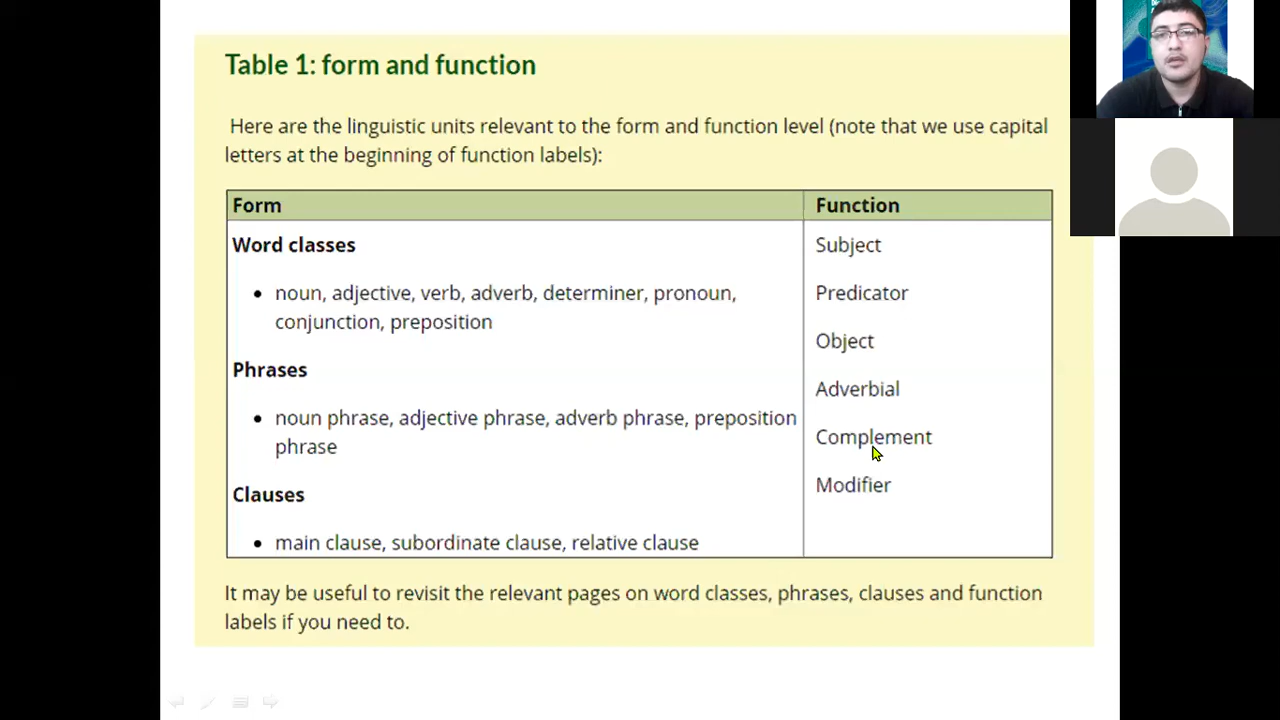 Table 1: form and function
Here are the linguistic units relevant to the form and function level (note that we use capital
letters at the beginning of function labels):
Form
Function
Word classes
• noun, adjective, verb, adverb, determiner, pronoun,
conjunction, preposition
Phrases
• noun phrase, adjective phrase, adverb phrase, preposition
phrase
Clauses
• main clause, subordinate clause, relative clause
Subject
Predicator
Object
Adverbial
Complement
Modifier
It may be useful to revisit the relevant pages on word classes, phrases, clauses and function
labels if you need to.